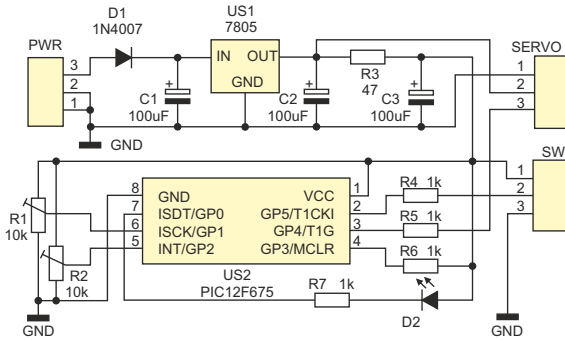 D1
1N4007
US1
7805
PWR
3
2
1
IN OUT
GND
+
C1
100uF
+
C2
100uF
R3
47
+
C3
100uF
SERVO
1
2
3
GND
SW
1
2
3
GND
R1
10k
R2
10k
GND
8 GND
7 ISDT/GP0
6 ISCK/GP1
5 INT/GP2
VCC 1
GP5/T1CKI 2
GP4/T1G 3
GP3/MCLR 4
US2
PIC12F675
R4 1k
R5 1k
R6 1k
R7 1k
D2